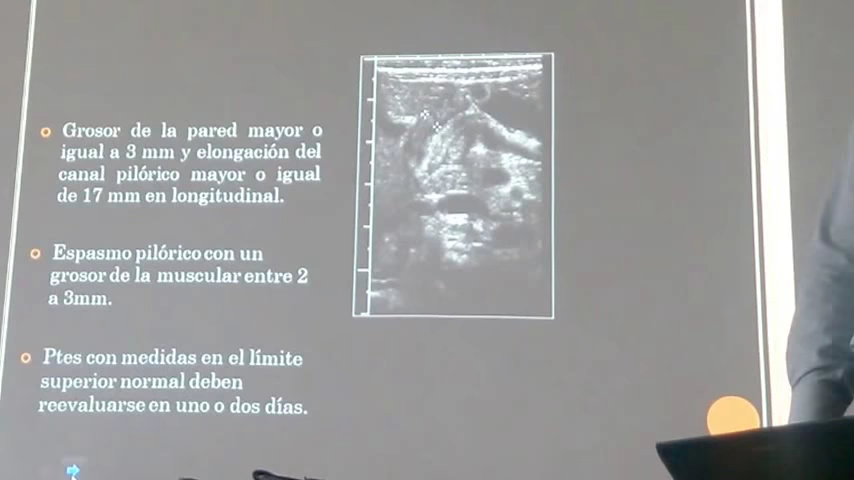 Grosor de la pared mayor o
igual a 3 mm y elongación del
canal pilórico mayor o igual
de 17 mm en longitudinal.
Espasmo pilórico con un
grosor de la muscular entre 2
a 3mm.
Ptes con medidas en el límite
superior normal deben
reevaluarse en uno o dos días.